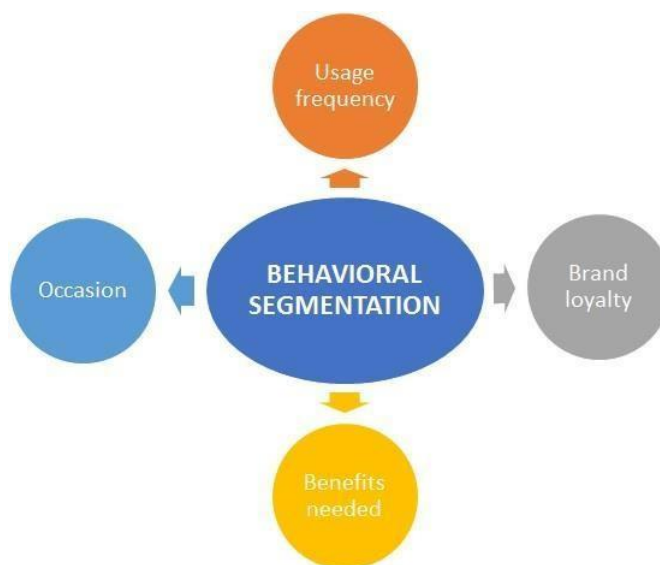 Usage
frequency
Occasion
BEHAVIORAL
SEGMENTATION
Brand
loyalty
Benefits
needed